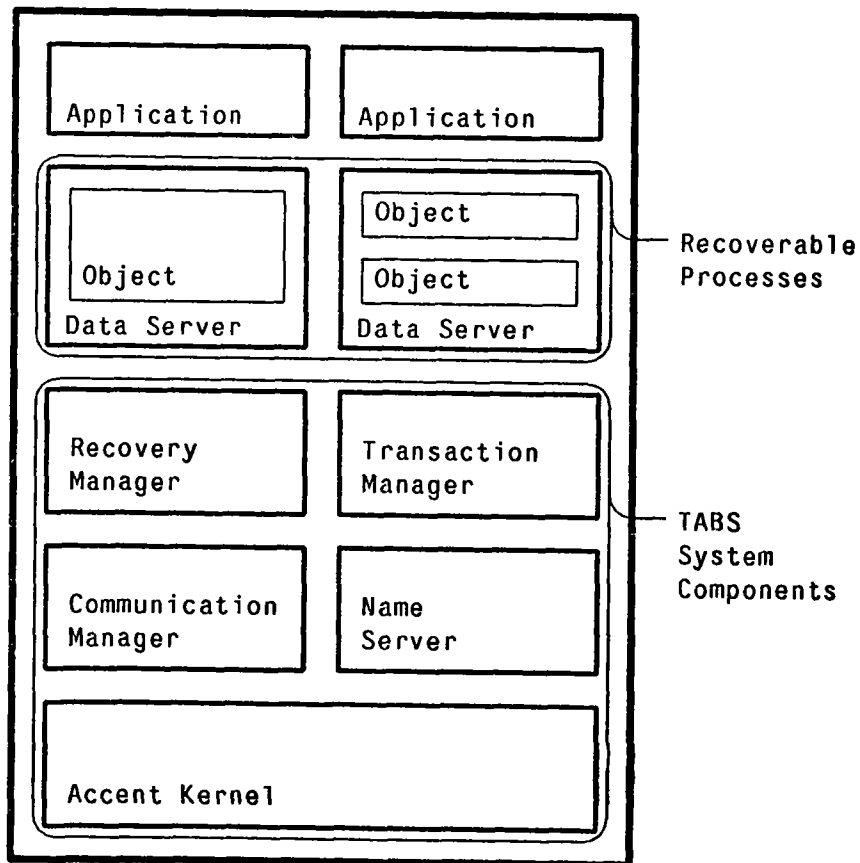 Application
Application
Object
Data Server
Object
Object
Data Server
Recoverable
Processes
Recovery
Manager
Transaction
Manager
TABS
System
Components
Communication
Manager
Name
Server
Accent Kernel